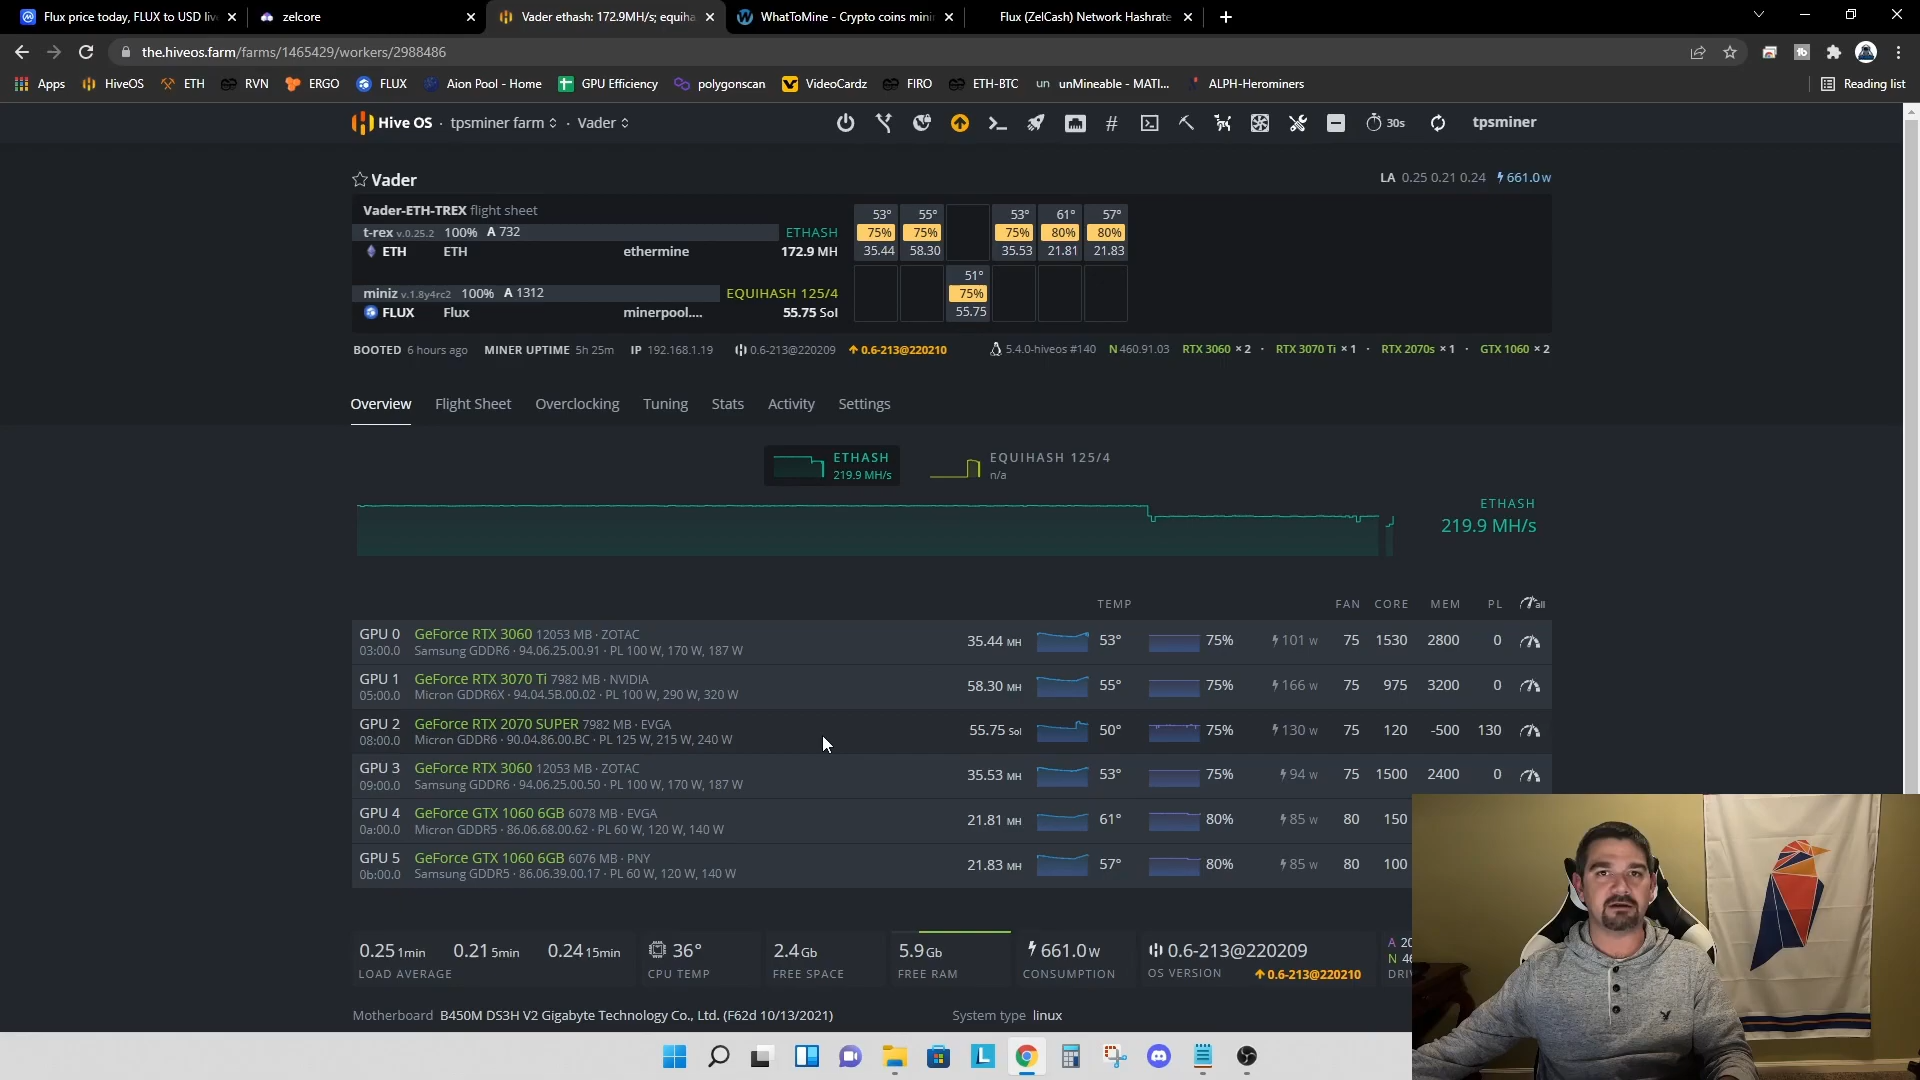 Flux price today, FLUX to USD liv
zelcore
Vader ethash: 172.9MH/s; equiha
WhatToMine - Crypto coins mini
Flux (ZelCash) Network Hashrate
the.hiveos.farm/farms/1465429/workers/2988486
Apps
HiveOS
ETH
RVN
ERGO
FLUX
Aion Pool - Home
GPU Efficiency
polygonscan
VideoCardz
FIRO
ETH-BTC
un unMineable - MATI...
ALPH-Herominers
Reading list
Hive OS · tpsminer farm · Vader
30s
tpsminer
Vader
LA 0.25 0.21 0.24 661.0 w
Vader-ETH-TREX flight sheet
t-rex v.0.25.2 100% A 732 ETHASH
ETH ETH ethermine 172.9 MH
53° 55° 53° 61° 57°
75% 75% 75% 80% 80%
35.44 58.30 35.53 21.81 21.83
miniz v.1.8y4rc2 100% A 1312 EQUIHASH 125/4
FLUX Flux minerpool.... 55.75 Sol
51°
75%
55.75
BOOTED 6 hours ago MINER UPTIME 5h 25m IP 192.168.1.19 0.6-213@220209 0.6-213@220210 5.4.0-hiveos #140 N 460.91.03 RTX 3060 × 2 · RTX 3070 Ti × 1 · RTX 2070s × 1 · GTX 1060 × 2
Overview Flight Sheet Overclocking Tuning Stats Activity Settings
ETHASH
219.9 MH/s
EQUIHASH 125/4
n/a
ETHASH
219.9 MH/s
TEMP FAN CORE MEM PL all
GPU 0 GeForce RTX 3060 12053 MB · ZOTAC 35.44 MH 53° 75% 101 w 75 1530 2800 0
03:00.0 Samsung GDDR6 · 94.06.25.00.91 · PL 100 W, 170 W, 187 W
GPU 1 GeForce RTX 3070 Ti 7982 MB · NVIDIA 58.30 MH 55° 75% 166 w 75 975 3200 0
05:00.0 Micron GDDR6X · 94.04.5B.00.02 · PL 100 W, 290 W, 320 W
GPU 2 GeForce RTX 2070 SUPER 7982 MB · EVGA 55.75 Sol 50° 75% 130 w 75 120 -500 130
08:00.0 Micron GDDR6 · 90.04.86.00.BC · PL 125 W, 215 W, 240 W
GPU 3 GeForce RTX 3060 12053 MB · ZOTAC 35.53 MH 53° 75% 94 w 75 1500 2400 0
09:00.0 Samsung GDDR6 · 94.06.25.00.50 · PL 100 W, 170 W, 187 W
GPU 4 GeForce GTX 1060 6GB 6078 MB · EVGA 21.81 MH 61° 80% 85 w 80 150
0a:00.0 Micron GDDR5 · 86.06.68.00.62 · PL 60 W, 120 W, 140 W
GPU 5 GeForce GTX 1060 6GB 6076 MB · PNY 21.83 MH 57° 80% 85 w 80 100
0b:00.0 Samsung GDDR5 · 86.06.39.00.17 · PL 60 W, 120 W, 140 W
0.25 1min 0.21 5min 0.24 15min
LOAD AVERAGE
36°
CPU TEMP
2.4 Gb
FREE SPACE
5.9 Gb
FREE RAM
661.0 w
CONSUMPTION
0.6-213@220209
OS VERSION 0.6-213@220210
A 20
N 46
DRIV
Motherboard B450M DS3H V2 Gigabyte Technology Co., Ltd. (F62d 10/13/2021) System type linux